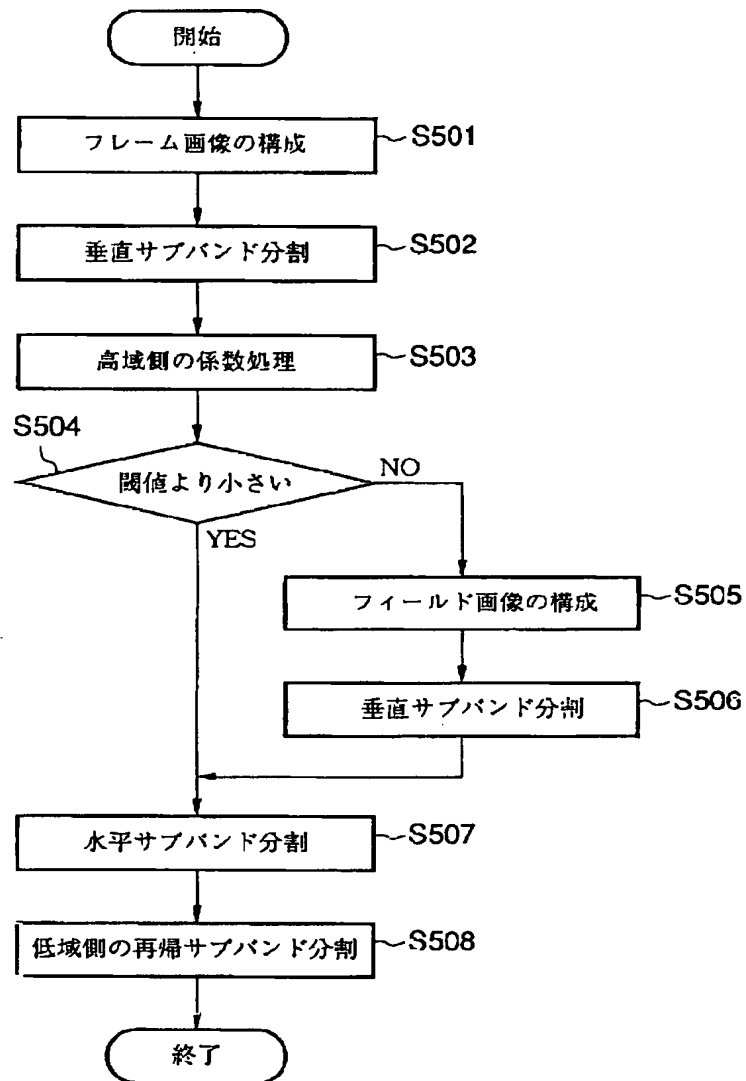 開始
フレーム画像の構成
S501
垂直サブバンド分割
S502
高域側の係数処理
S503
S504
閾値より小さい
NO
YES
フィールド画像の構成
S505
垂直サブバンド分割
S506
水平サブバンド分割
S507
低域側の再帰サブバンド分割
S508
終了